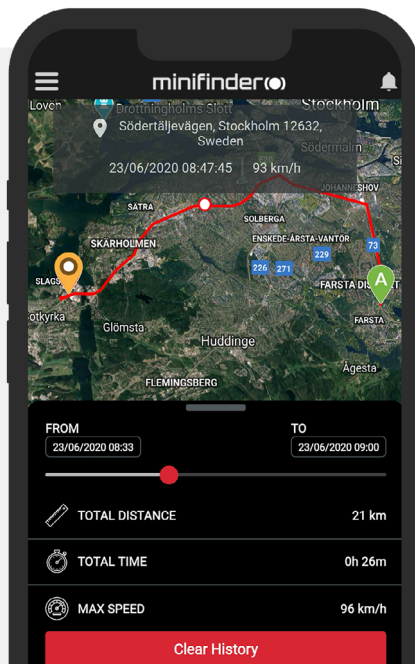 minifinder
Lovön
Drottningholms Slott
Stockholm
Södertäljevägen, Stockholm 12632,
Sweden
Södermalm
23/06/2020 08:47:45 | 93 km/h
JOHANNESHOV
SÄTRA
SOLBERGA
SKÄRHOLMEN
ENSKEDE-ÅRSTA-VANTÖR
73
229
226
271
FARSTA
A
SLAGS
otkyrka
FARSTA
Glömsta
Huddinge
Ågesta
FLEMINGSBERG
FROM
TO
23/06/2020 08:33
23/06/2020 09:00
TOTAL DISTANCE
21 km
TOTAL TIME
0h 26m
MAX SPEED
96 km/h
Clear History